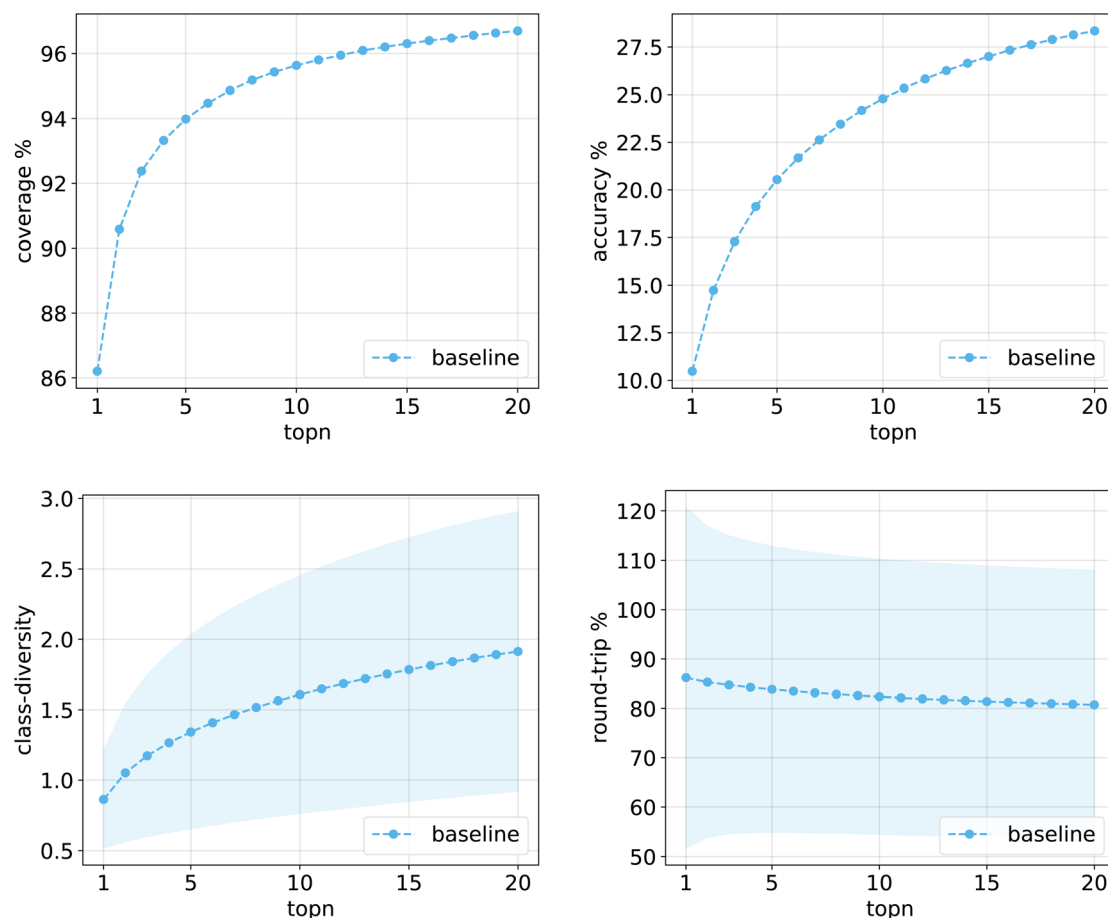 coverage %
96
94
92
90
88
86
baseline
1 5 10 15 20
topn
accuracy %
27.5
25.0
22.5
20.0
17.5
15.0
12.5
10.0
baseline
1 5 10 15 20
topn
class-diversity
3.0
2.5
2.0
1.5
1.0
0.5
baseline
1 5 10 15 20
topn
round-trip %
120
110
100
90
80
70
60
50
baseline
1 5 10 15 20
topn